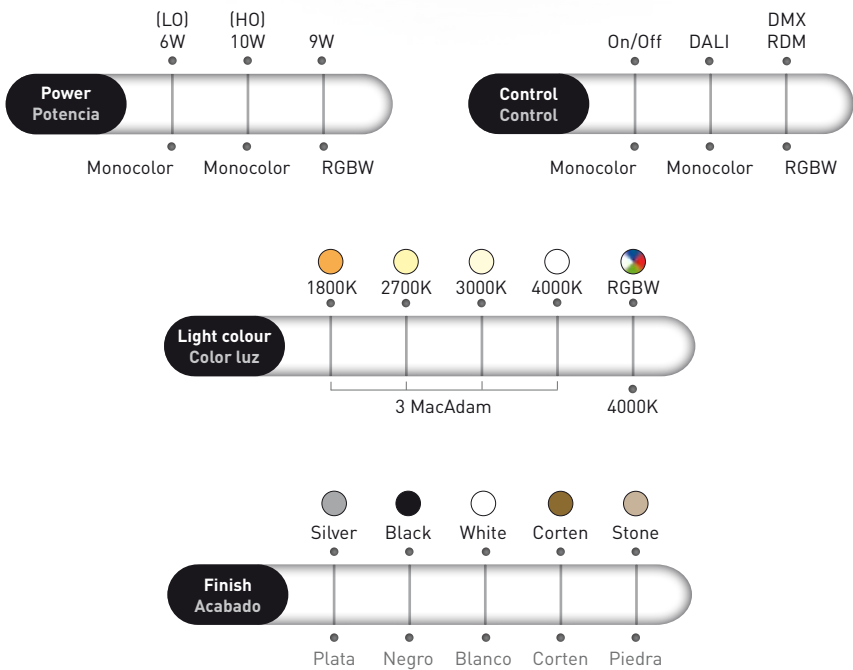 (LO) (HO)
6W 10W 9W
Power
Potencia
Monocolor Monocolor RGBW
DMX
On/Off DALI RDM
Control
Control
Monocolor Monocolor RGBW
1800K 2700K 3000K 4000K RGBW
Light colour
Color luz
3 MacAdam 4000K
Silver Black White Corten Stone
Finish
Acabado
Plata Negro Blanco Corten Piedra